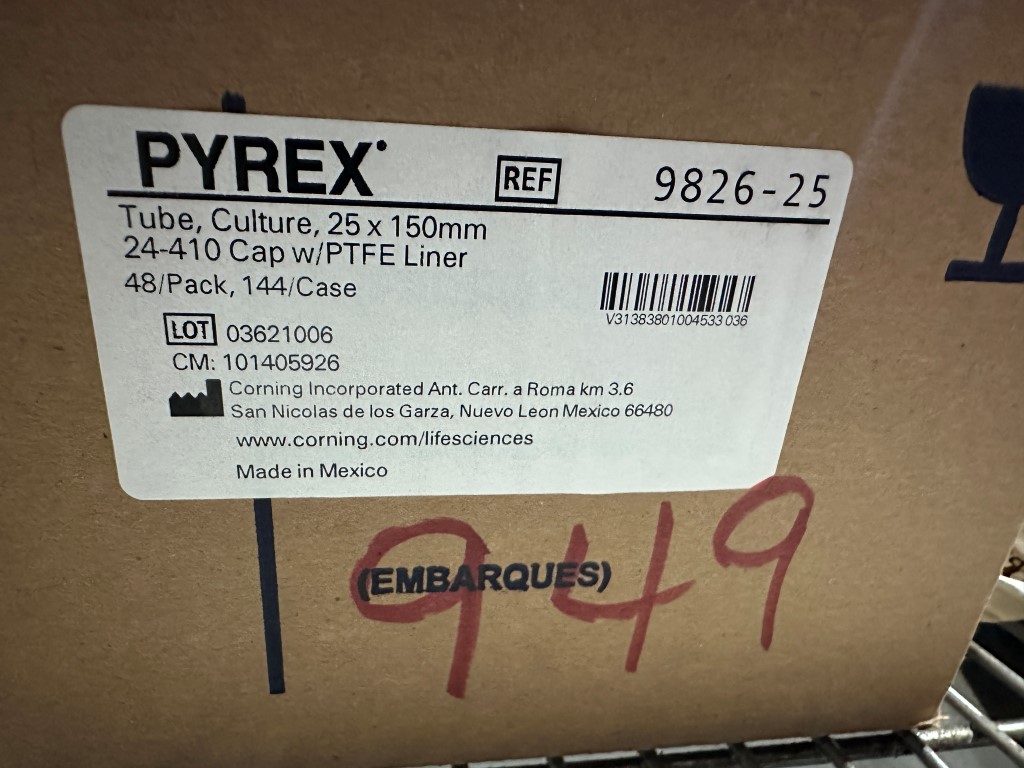 PYREX
REF 9826-25
Tube, Culture, 25 x 150mm
24-410 Cap w/PTFE Liner
48/Pack, 144/Case
V31383801004533 036
LOT 03621006
CM: 101405926
Corning Incorporated Ant. Carr. a Roma km 3.6
San Nicolas de los Garza, Nuevo Leon Mexico 66480
www.corning.com/lifesciences
Made in Mexico
(EMBARQUES)
949